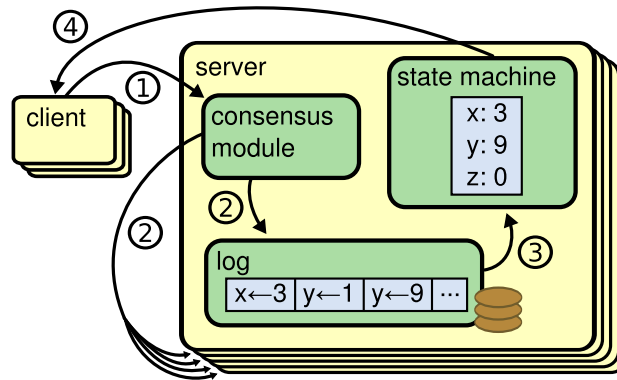 ④
①
server
state machine
client
consensus
module
x: 3
y: 9
z: 0
②
②
③
log
x←3 y←1 y←9 ...